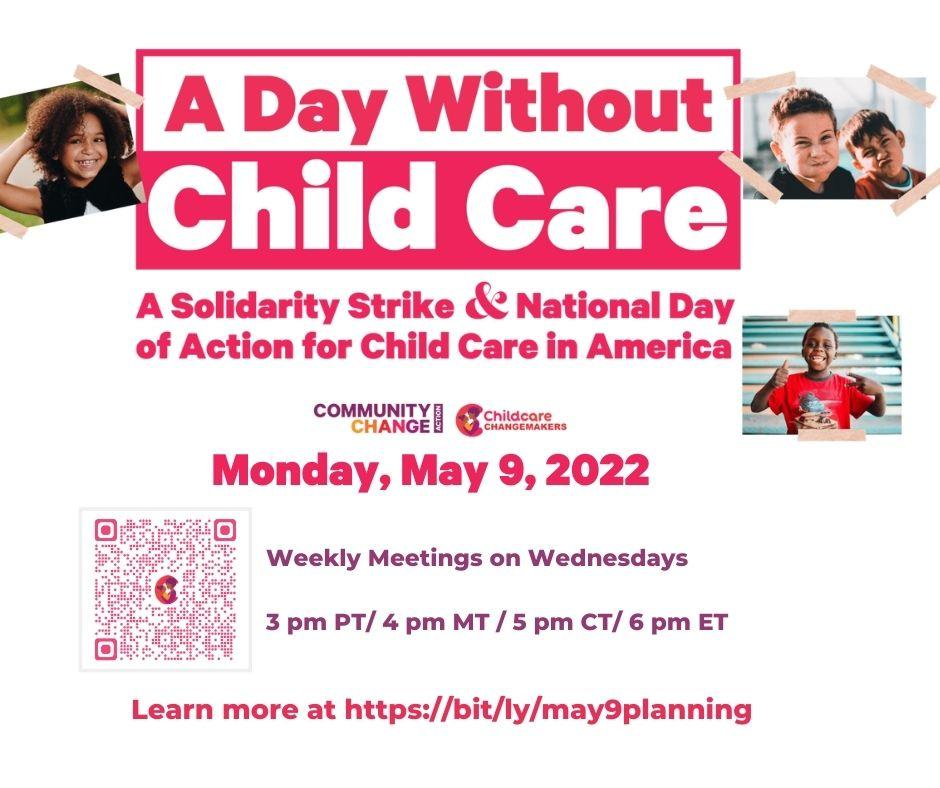 A Day Without
Child Care
A Solidarity Strike & National Day
of Action for Child Care in America
COMMUNITY
CHANGE ACTION
Childcare
CHANGEMAKERS
Monday, May 9, 2022
Weekly Meetings on Wednesdays
3 pm PT/ 4 pm MT / 5 pm CT/ 6 pm ET
Learn more at https://bit/ly/may9planning